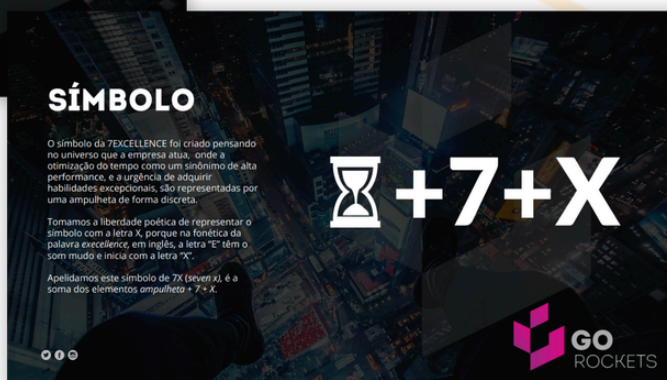 SÍMBOLO
O símbolo da 7EXCELLENCE foi criado pensando
no universo que a empresa atua, onde a
otimização do tempo como um sinônimo de alta
performance, e a urgência de adquirir
habilidades excepcionais, são representadas por
uma ampulheta de forma discreta.
Tomamos a liberdade poética de representar o
símbolo com a letra X, porque na fonética da
palavra execellence, em inglês, a letra "E" têm o
som mudo e inicia com a letra "X".
Apelidamos este símbolo de 7X (seven x), é a
soma dos elementos ampulheta + 7 + X.
+7+X
GO
ROCKETS